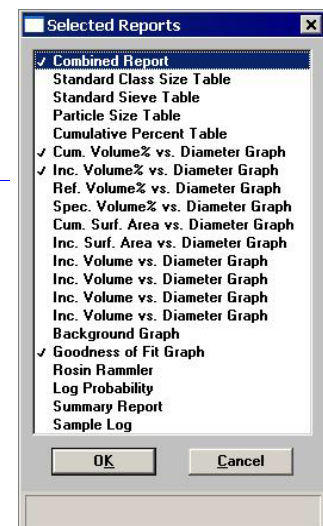 Selected Reports
✓ Combined Report
Standard Class Size Table
Standard Sieve Table
Particle Size Table
Cumulative Percent Table
✓ Cum. Volume% vs. Diameter Graph
✓ Inc. Volume% vs. Diameter Graph
Ref. Volume% vs. Diameter Graph
Spec. Volume% vs. Diameter Graph
Cum. Surf. Area vs. Diameter Graph
Inc. Surf. Area vs. Diameter Graph
Inc. Volume vs. Diameter Graph
Inc. Volume vs. Diameter Graph
Inc. Volume vs. Diameter Graph
Inc. Volume vs. Diameter Graph
Background Graph
✓ Goodness of Fit Graph
Rosin Rammler
Log Probability
Summary Report
Sample Log
OK Cancel